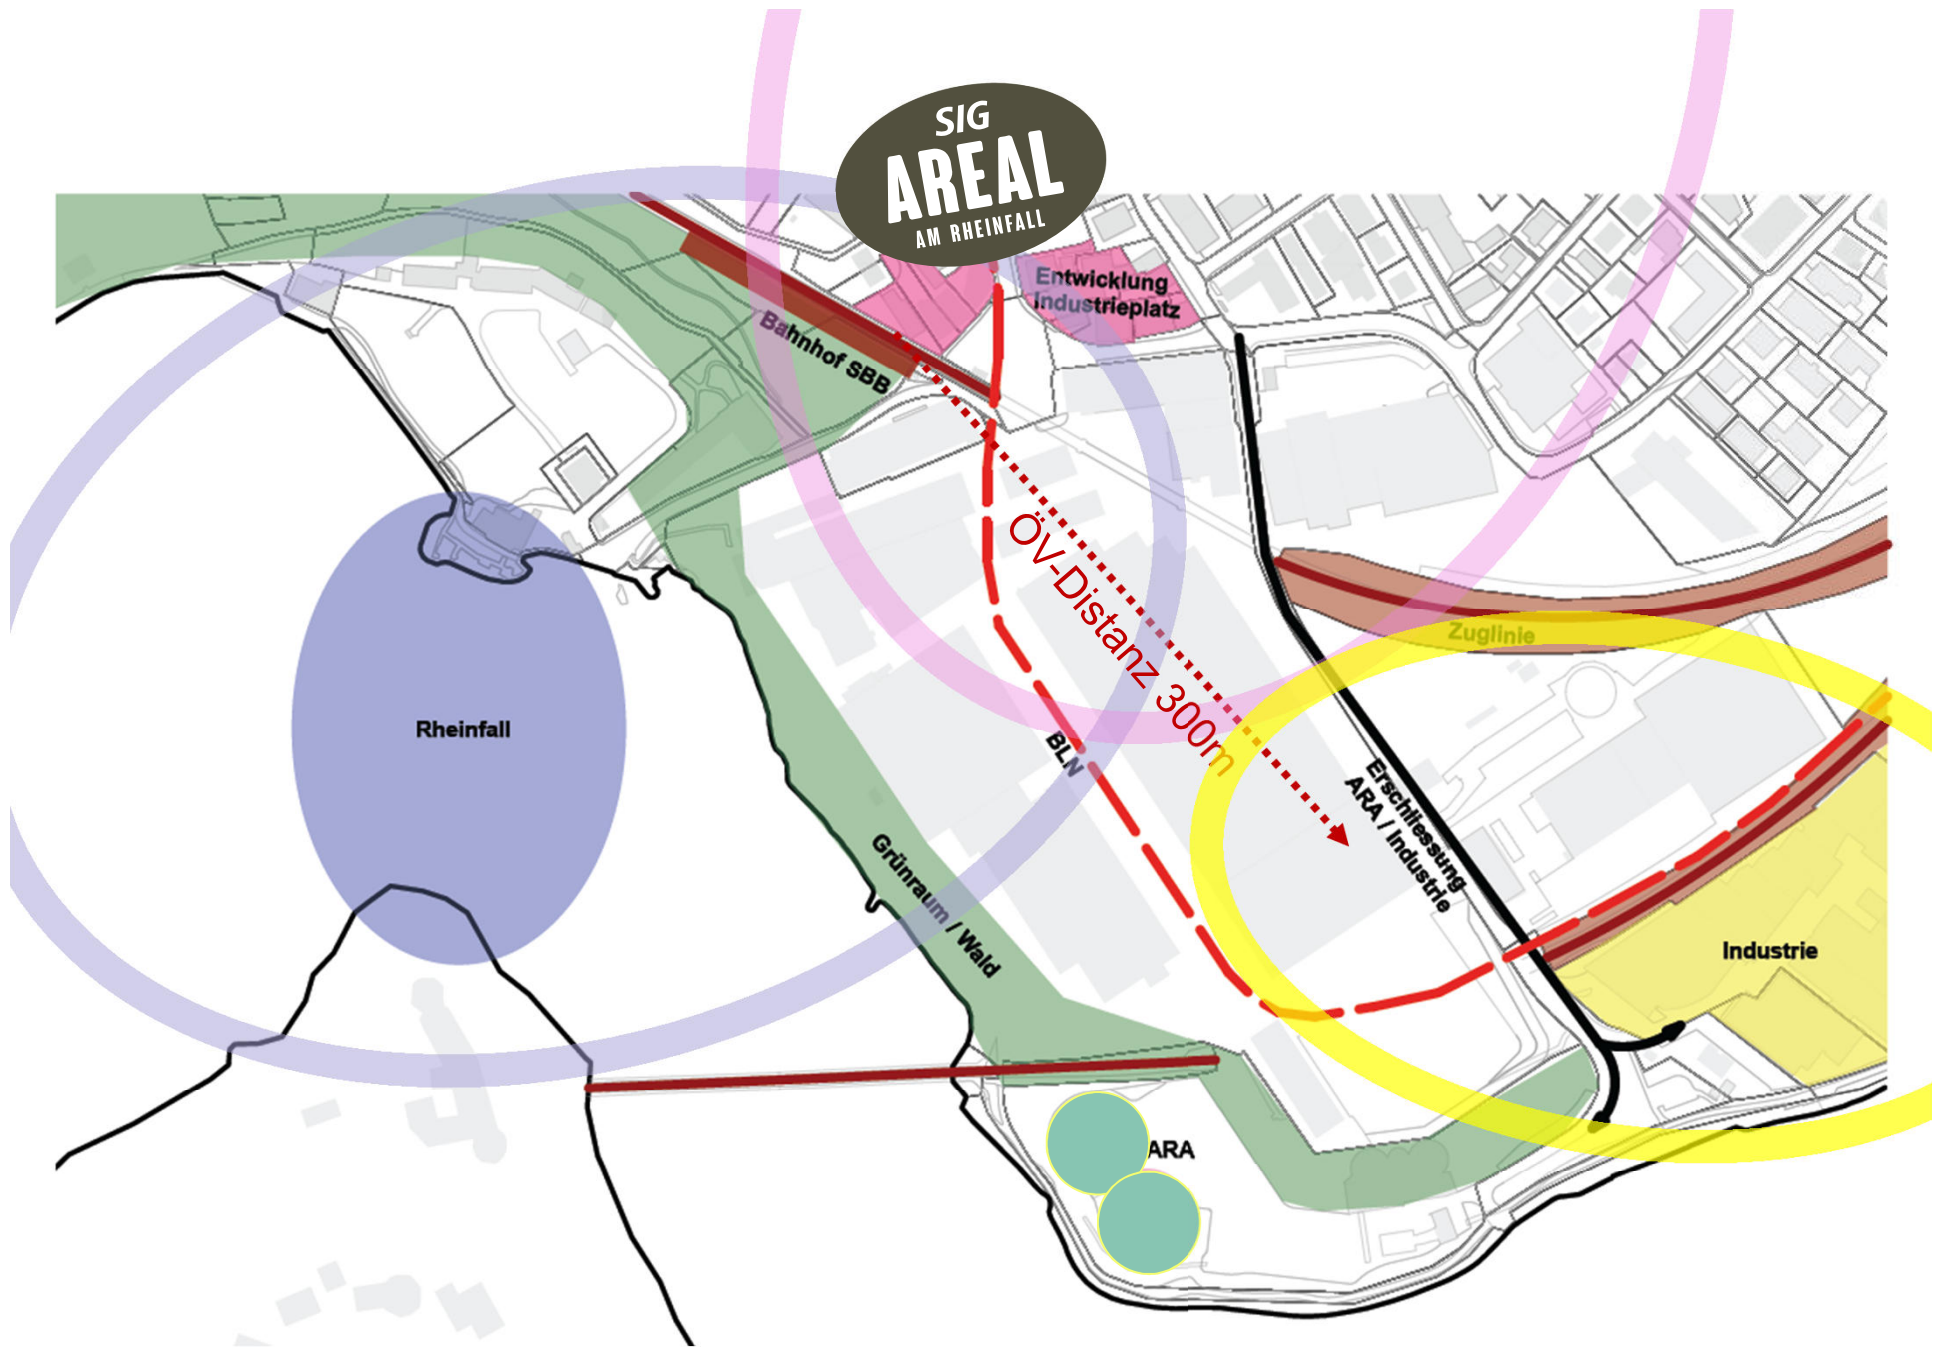 SIG
AREAL
AM RHEINFALL
Entwicklung
Industrieplatz
Bahnhof SBB
ÖV-Distanz 300m
Zuglinie
Rheinfall
BLN
Erschliessung
ARA / Industrie
Grünraum / Wald
Industrie
ARA